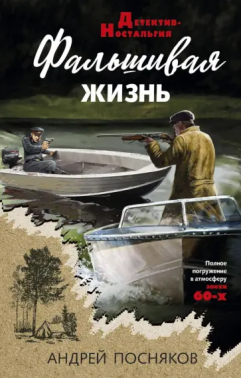 Детектив-
Ностальгия
Фальшивая
ЖИЗНЬ
Полное
погружение
в атмосферу
эпохи
60-х
АНДРЕЙ ПОСНЯКОВ